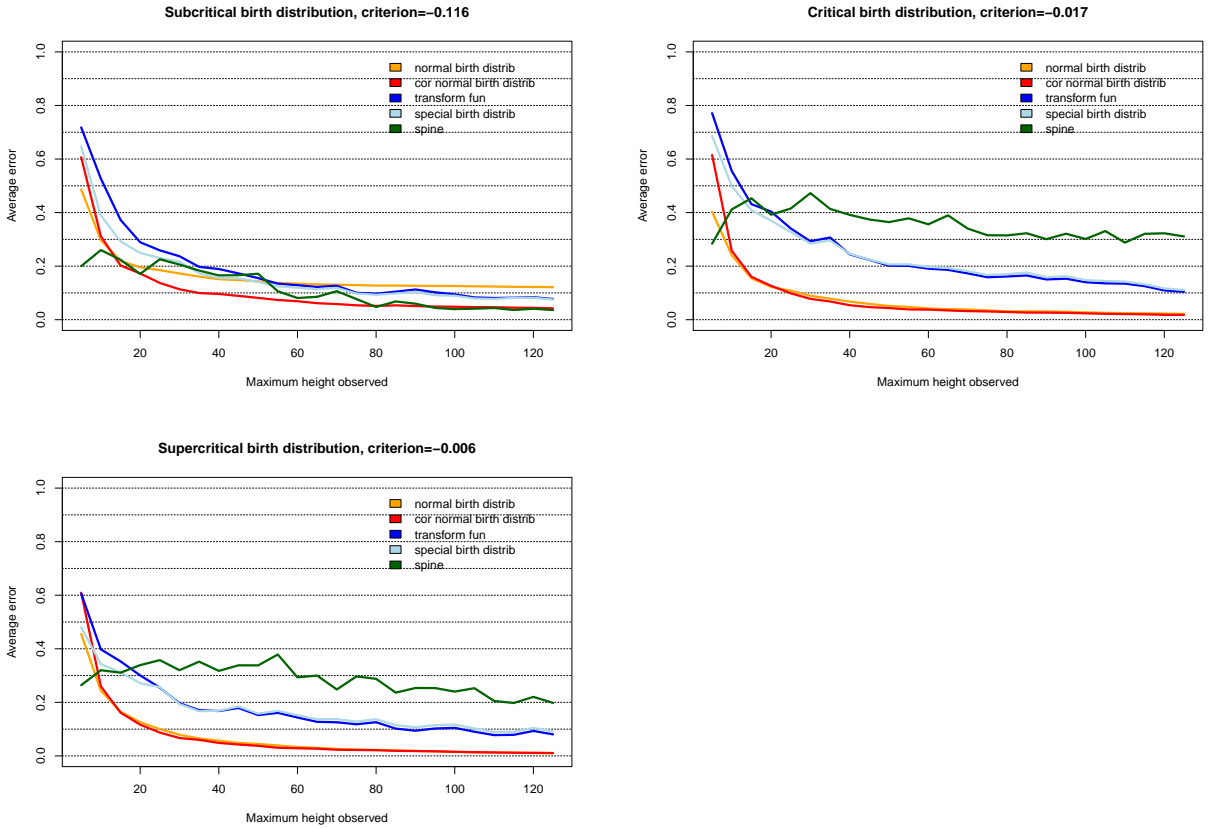 Subcritical birth distribution, criterion=−0.116
Average error
1.0
0.8
0.6
0.4
0.2
0.0
normal birth distrib
cor normal birth distrib
transform fun
special birth distrib
spine
20 40 60 80 100 120
Maximum height observed
Critical birth distribution, criterion=−0.017
Average error
1.0
0.8
0.6
0.4
0.2
0.0
normal birth distrib
cor normal birth distrib
transform fun
special birth distrib
spine
20 40 60 80 100 120
Maximum height observed
Supercritical birth distribution, criterion=−0.006
Average error
1.0
0.8
0.6
0.4
0.2
0.0
normal birth distrib
cor normal birth distrib
transform fun
special birth distrib
spine
20 40 60 80 100 120
Maximum height observed